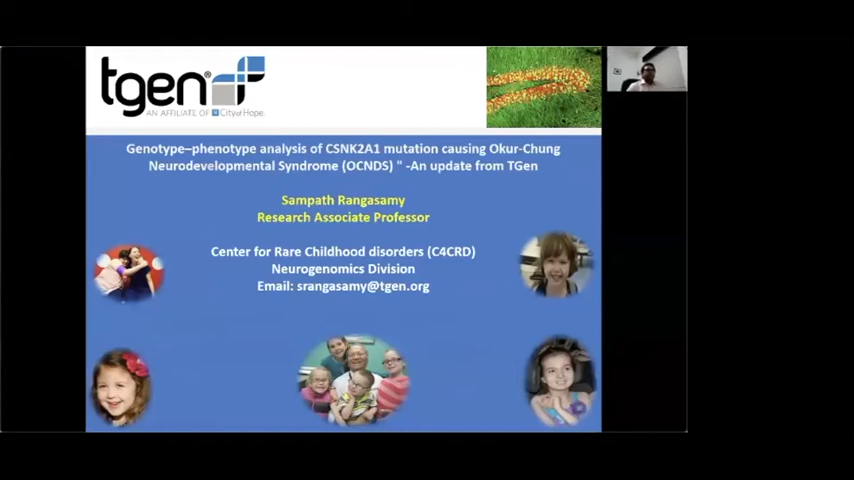 tgen®
AN AFFILIATE OF City of Hope.
Genotype–phenotype analysis of CSNK2A1 mutation causing Okur-Chung
Neurodevelopmental Syndrome (OCNDS) " -An update from TGen
Sampath Rangasamy
Research Associate Professor
Center for Rare Childhood disorders (C4CRD)
Neurogenomics Division
Email: srangasamy@tgen.org